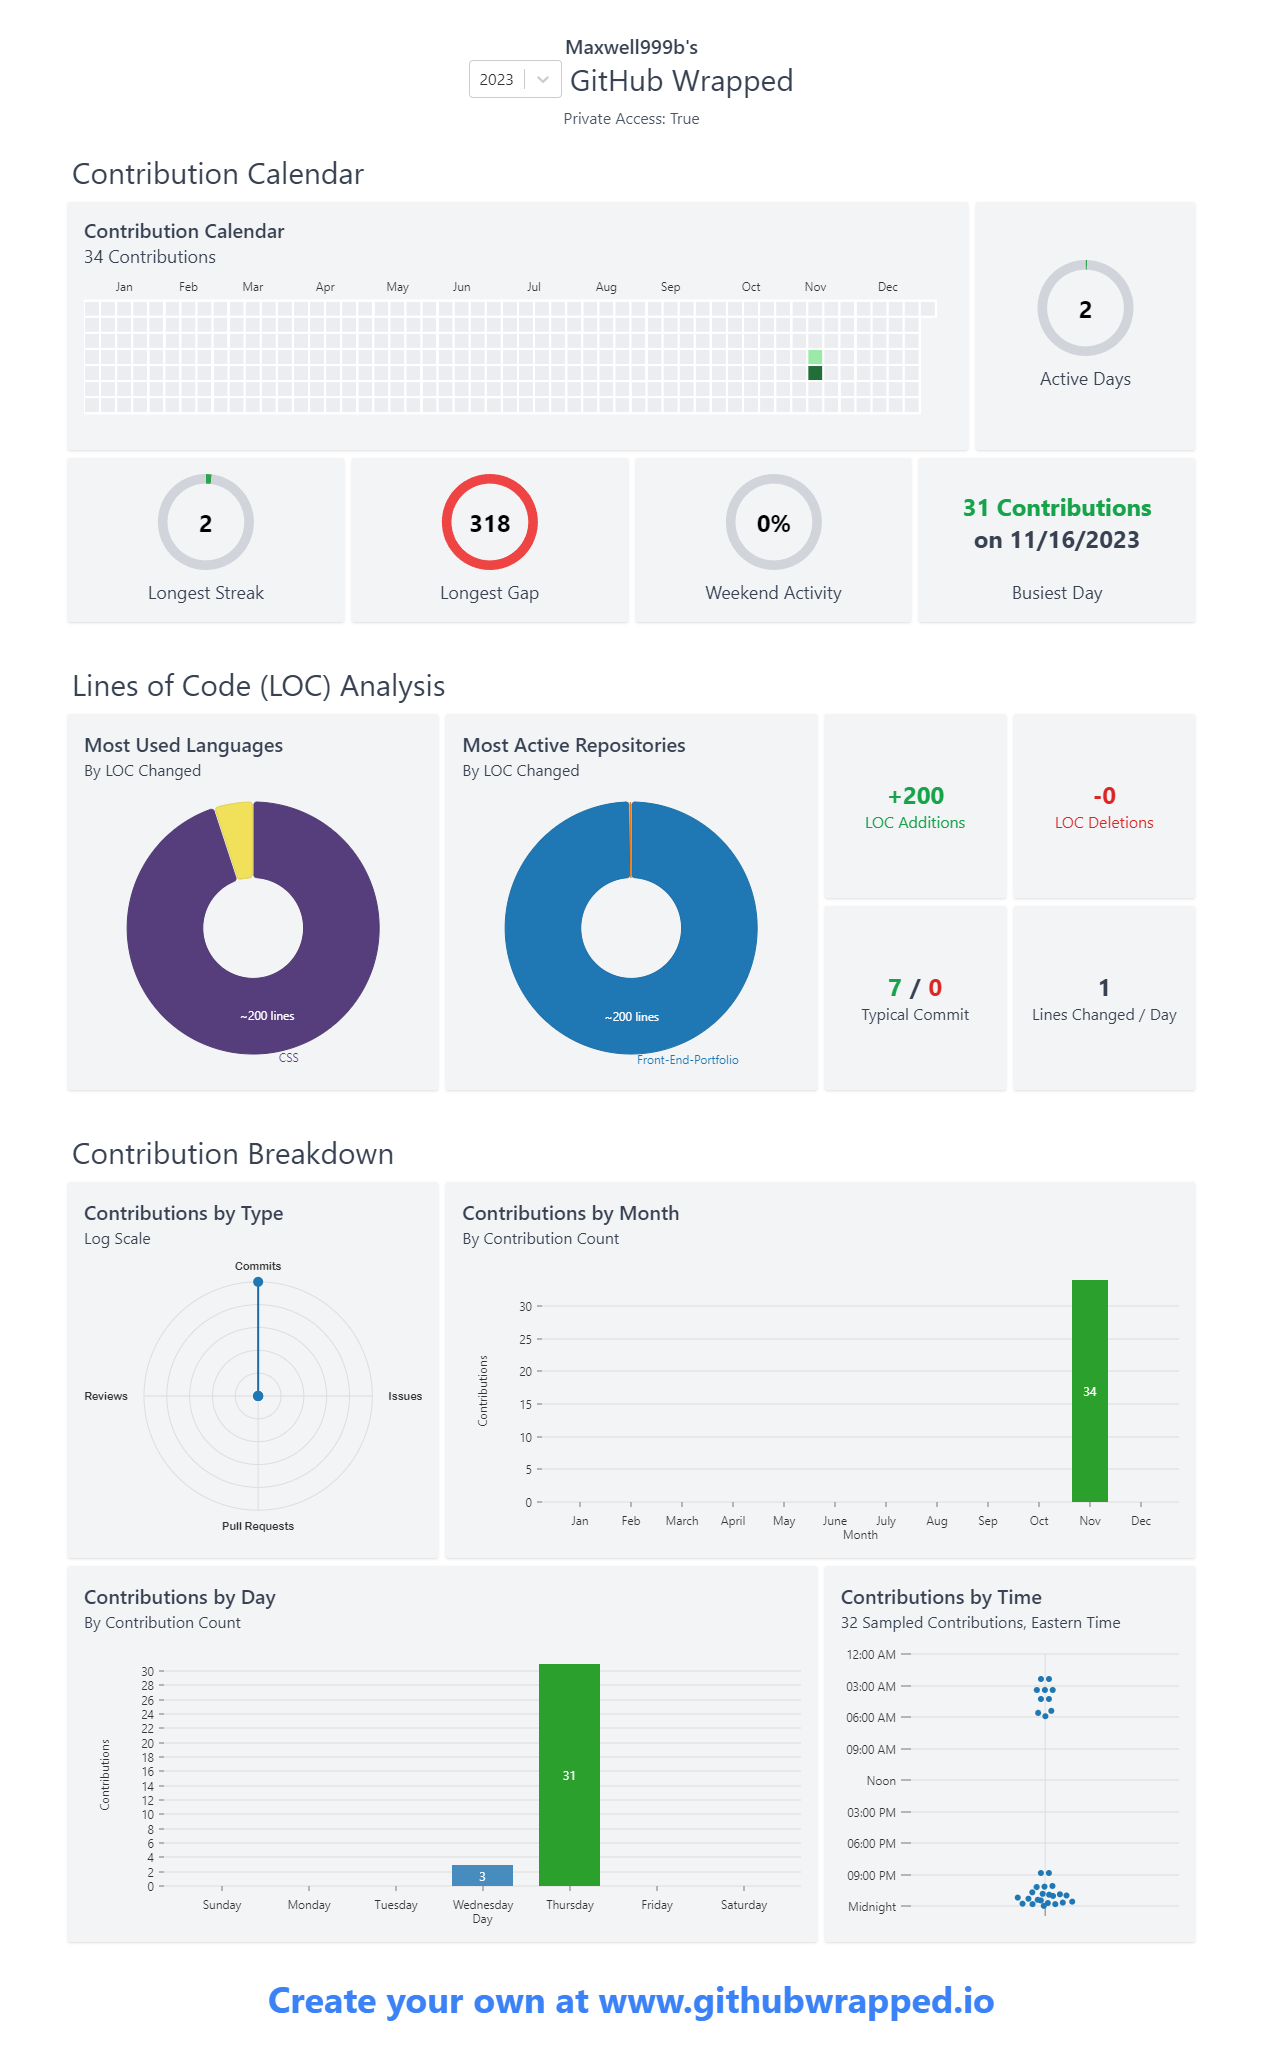 Maxwell999b's
2023
GitHub Wrapped
Private Access: True
Contribution Calendar
Contribution Calendar
34 Contributions
Jan Feb Mar Apr May Jun Jul Aug Sep Oct Nov Dec
2
Active Days
2
Longest Streak
318
Longest Gap
0%
Weekend Activity
31 Contributions
on 11/16/2023
Busiest Day
Lines of Code (LOC) Analysis
Most Used Languages
By LOC Changed
~200 lines
CSS
Most Active Repositories
By LOC Changed
~200 lines
Front-End-Portfolio
+200
LOC Additions
-0
LOC Deletions
7 / 0
Typical Commit
1
Lines Changed / Day
Contribution Breakdown
Contributions by Type
Log Scale
Commits
Reviews
Issues
Pull Requests
Contributions by Month
By Contribution Count
Contributions
30
25
20
15
10
5
0
34
Jan Feb March April May June July Aug Sep Oct Nov Dec
Month
Contributions by Day
By Contribution Count
Contributions
30
28
26
24
22
20
18
16
14
12
10
8
6
4
2
0
31
3
Sunday Monday Tuesday Wednesday Thursday Friday Saturday
Day
Contributions by Time
32 Sampled Contributions, Eastern Time
12:00 AM
03:00 AM
06:00 AM
09:00 AM
Noon
03:00 PM
06:00 PM
09:00 PM
Midnight
Create your own at www.githubwrapped.io